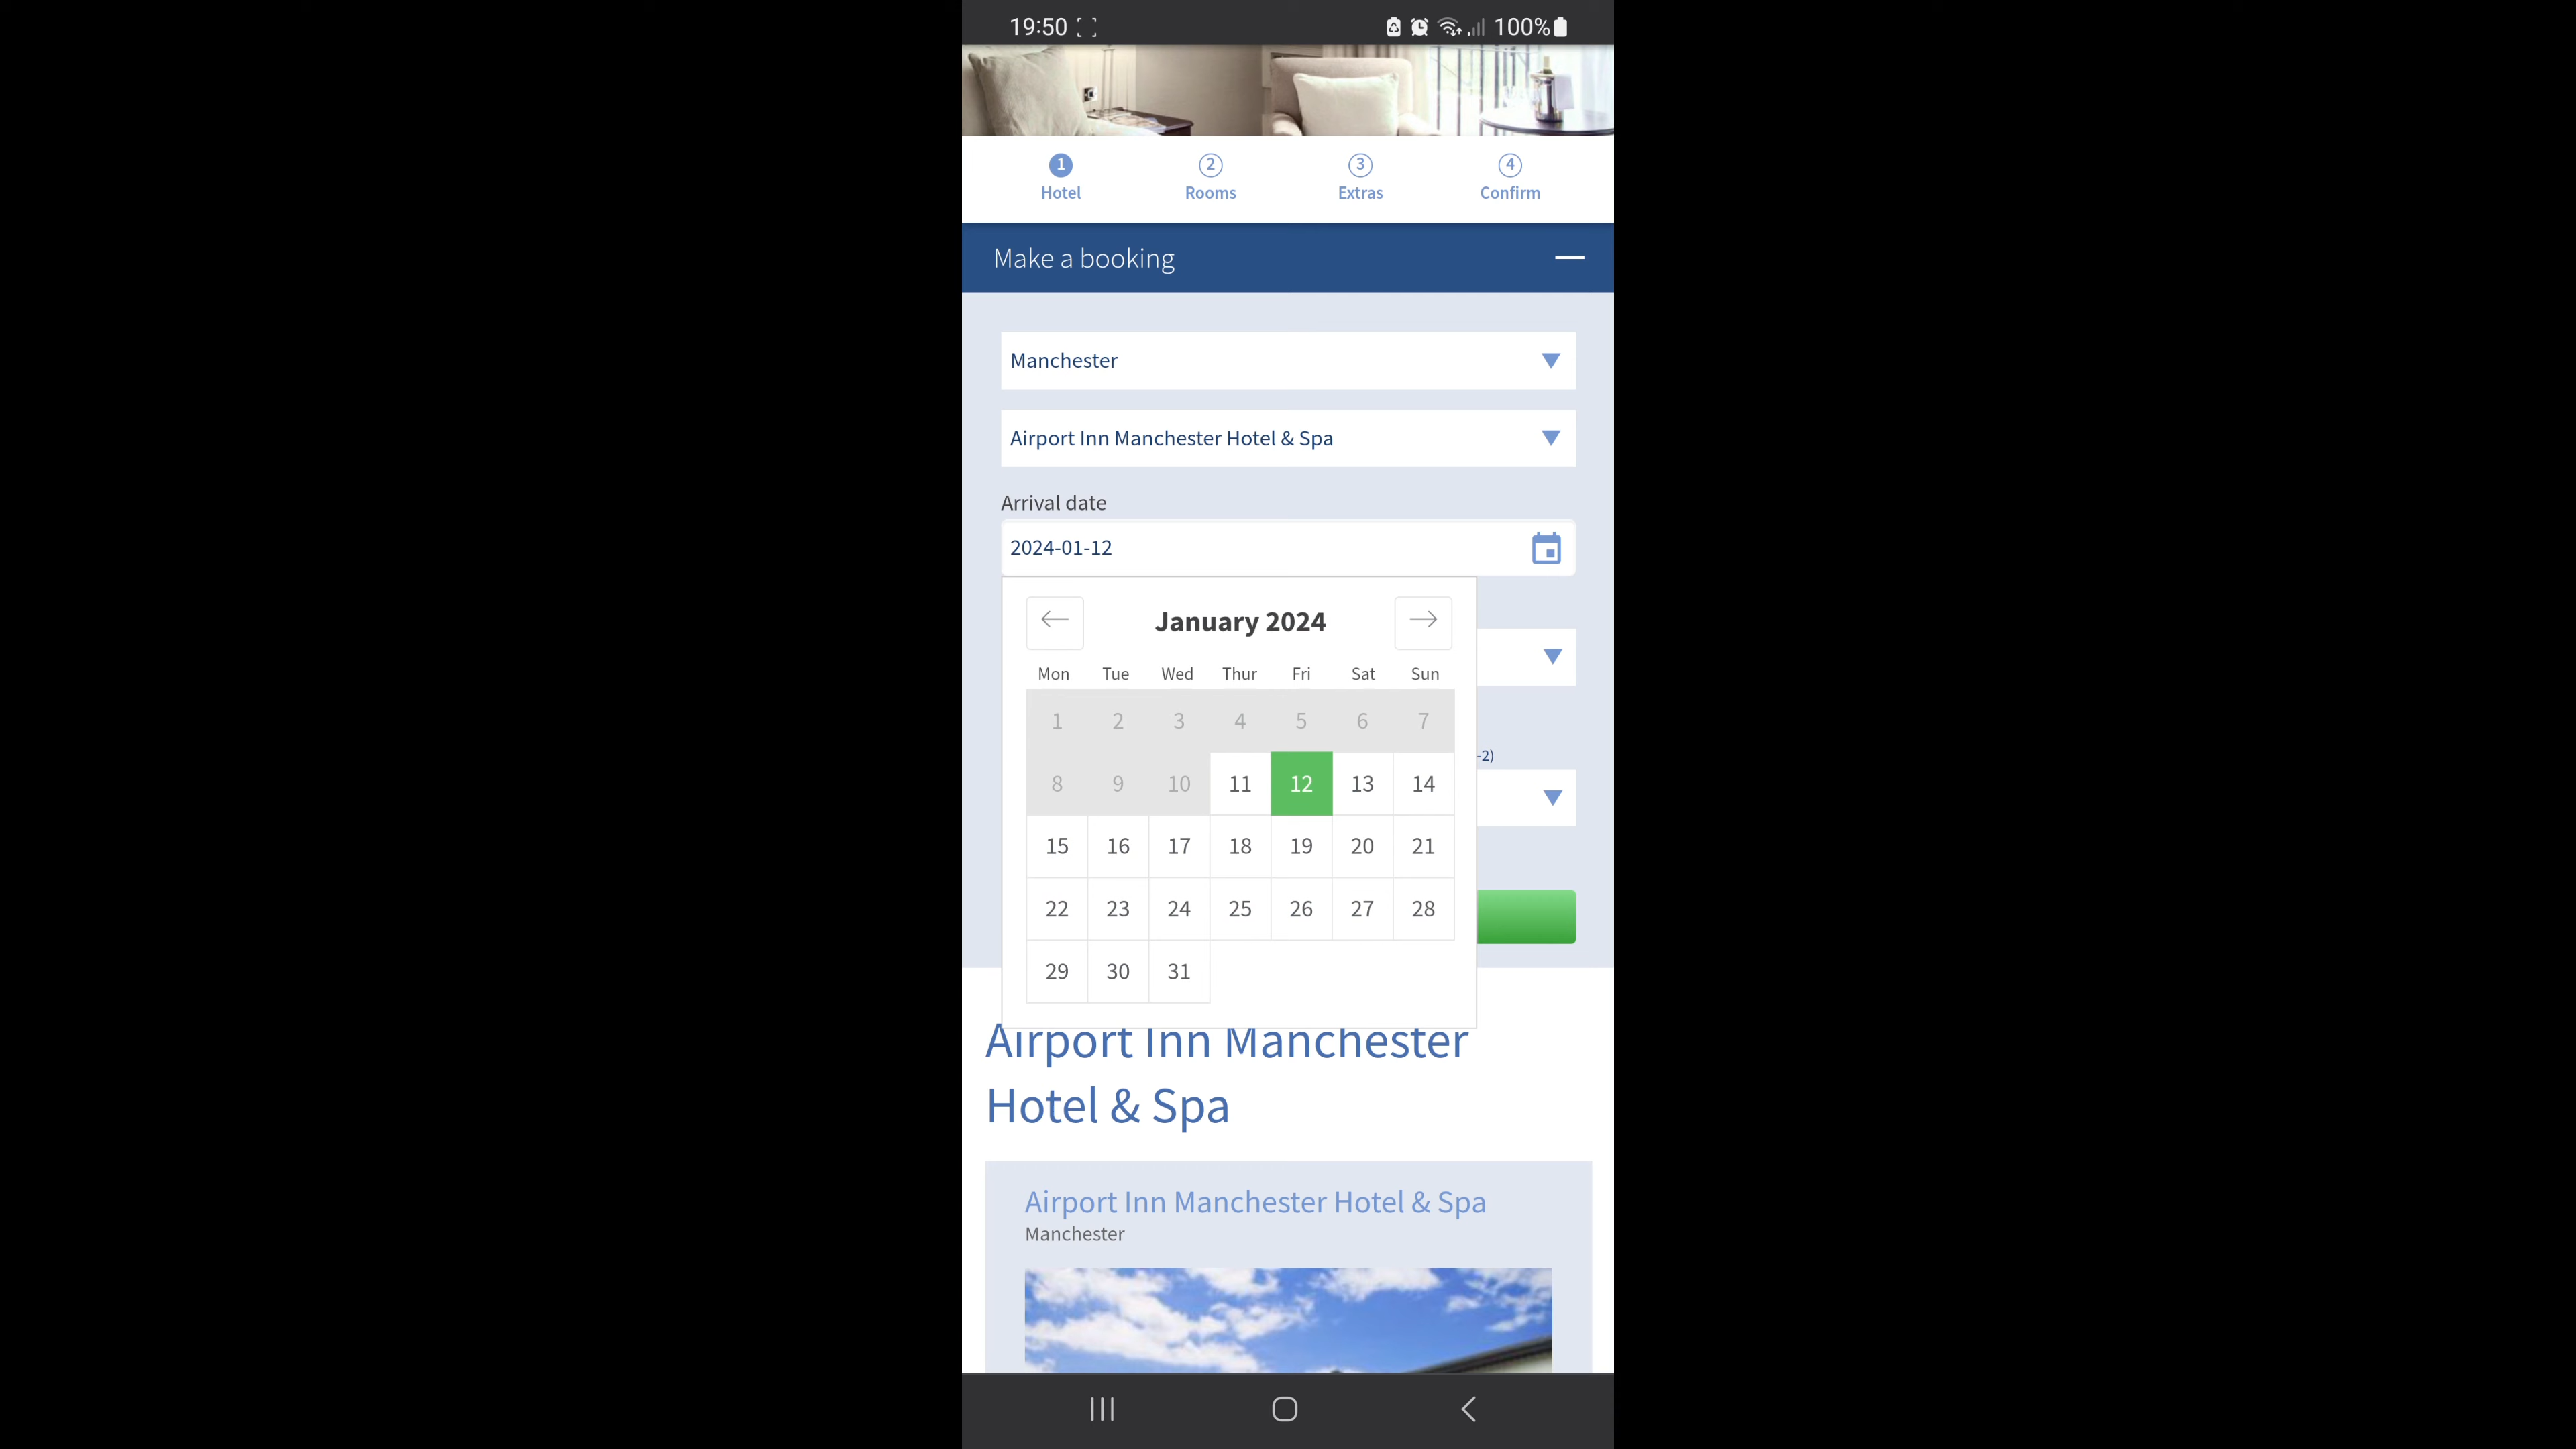 19:50
100%
1
2
3
4
Hotel
Rooms
Extras
Confirm
Make a booking
Manchester
Airport Inn Manchester Hotel & Spa
Arrival date
2024-01-12
January 2024
Mon Tue Wed Thur Fri Sat Sun
1 2 3 4 5 6 7
8 9 10 11 12 13 14
15 16 17 18 19 20 21
22 23 24 25 26 27 28
29 30 31
-2)
Airport Inn Manchester
Hotel & Spa
Airport Inn Manchester Hotel & Spa
Manchester